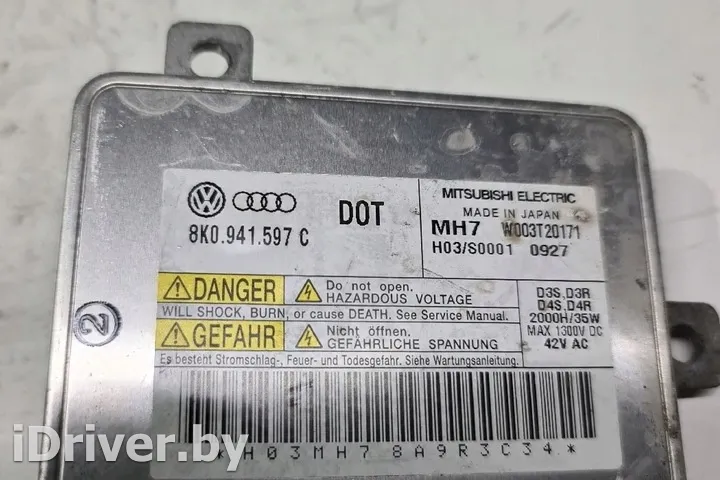 DOT
8K0.941.597 C
MITSUBISHI ELECTRIC
MADE IN JAPAN
MH7 W003T20171
H03/S0001 0927
DANGER
Do not open.
HAZARDOUS VOLTAGE
WILL SHOCK, BURN, or cause DEATH. See Service Manual.
GEFAHR
Nicht öffnen.
GEFÄHRLICHE SPANNUNG
Es besteht Stromschlag-, Feuer- und Todesgefahr. Siehe Wartungsanleitung.
D3S,D3R
D4S,D4R
2000H/35W
MAX 1300V DC
42V AC
2
*H03MH78A9R3C34*
iDriver.by